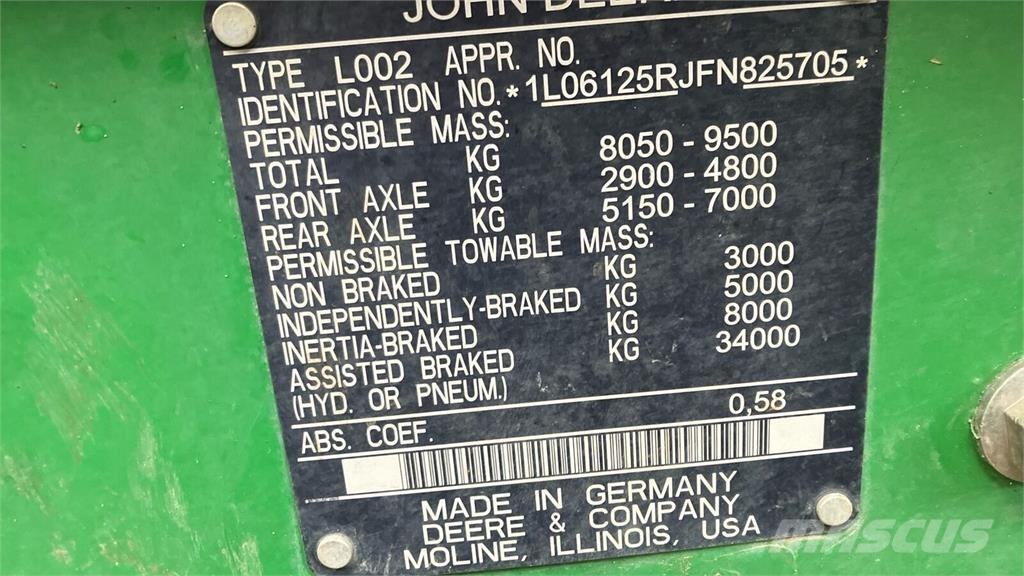 JOHN DEERE
TYPE L002 APPR. NO.
IDENTIFICATION NO. *1L06125RJFN825705*
PERMISSIBLE MASS:
TOTAL KG 8050 - 9500
FRONT AXLE KG 2900 - 4800
REAR AXLE KG 5150 - 7000
PERMISSIBLE TOWABLE MASS:
NON BRAKED KG 3000
INDEPENDENTLY-BRAKED KG 5000
INERTIA-BRAKED KG 8000
ASSISTED BRAKED KG 34000
(HYD. OR PNEUM.)
ABS. COEF. 0,58
MADE IN GERMANY
DEERE & COMPANY
MOLINE, ILLINOIS, USA
mascus